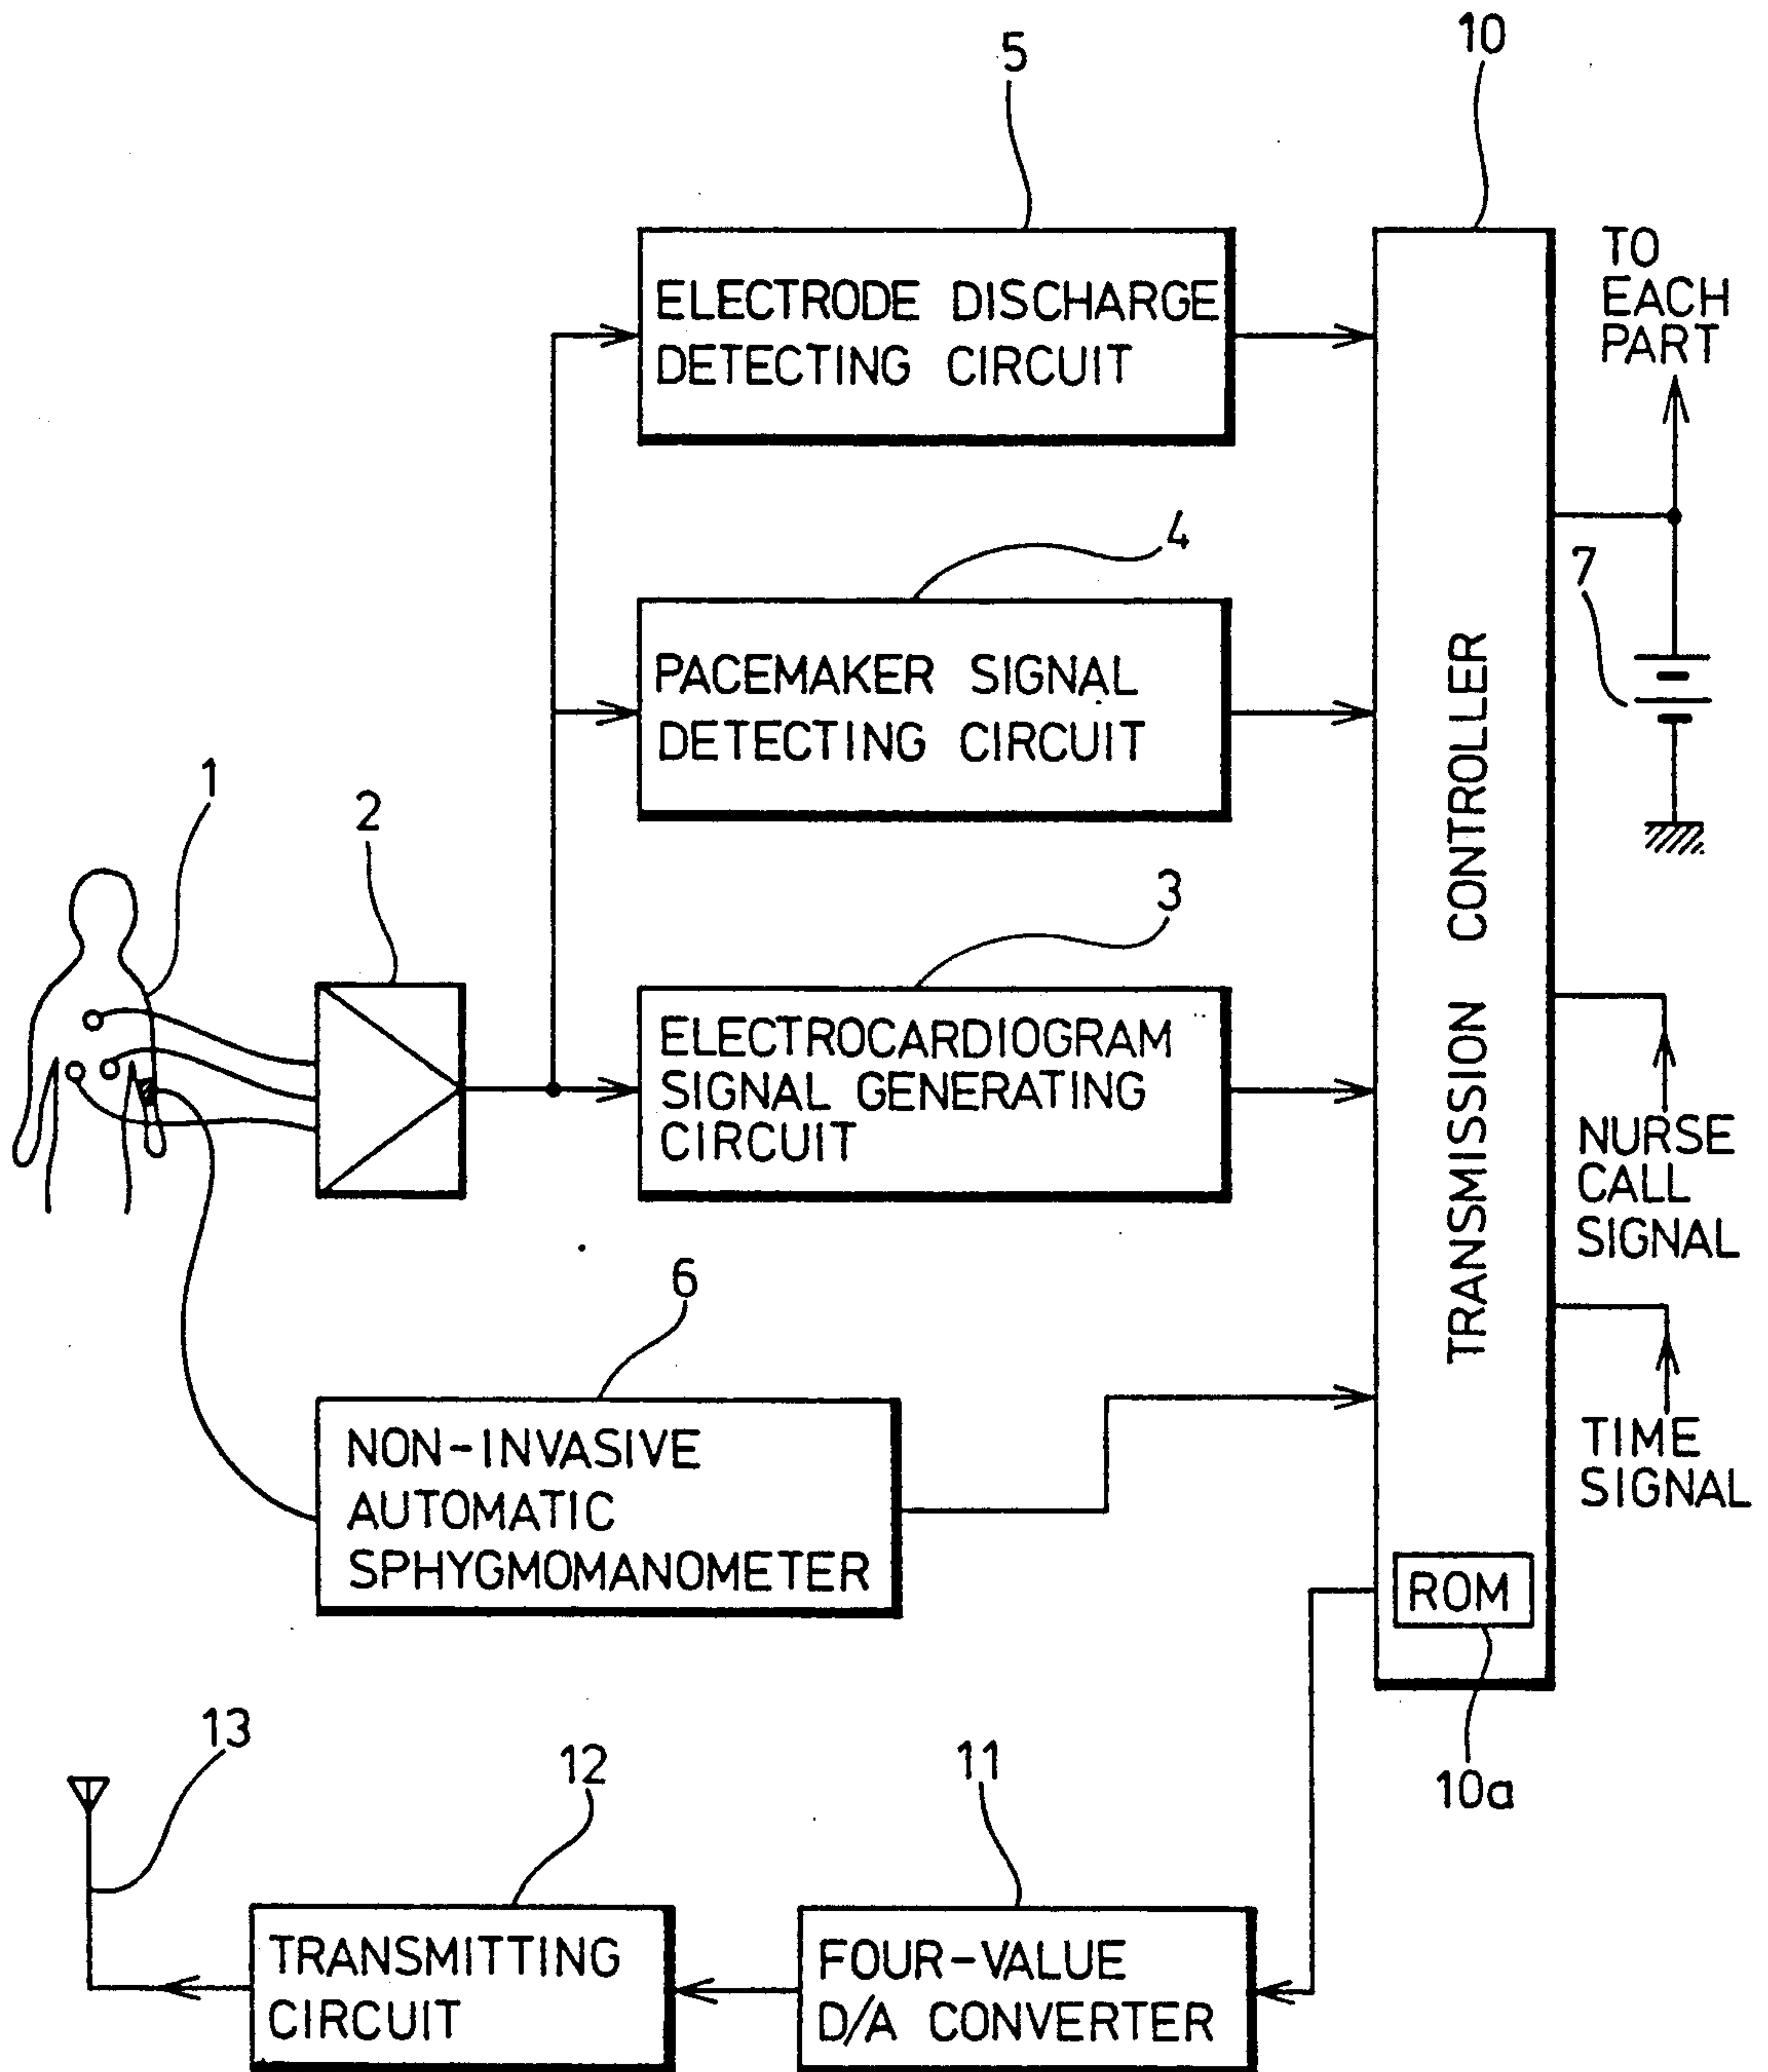 5
10
ELECTRODE DISCHARGE
DETECTING CIRCUIT
TO
EACH
PART
4
7
PACEMAKER SIGNAL
DETECTING CIRCUIT
1
2
3
ELECTROCARDIOGRAM
SIGNAL GENERATING
CIRCUIT
TRANSMISSION CONTROLLER
NURSE
CALL
SIGNAL
6
NON-INVASIVE
AUTOMATIC
SPHYGMOMANOMETER
TIME
SIGNAL
ROM
10a
13
12
11
TRANSMITTING
CIRCUIT
FOUR-VALUE
D/A CONVERTER